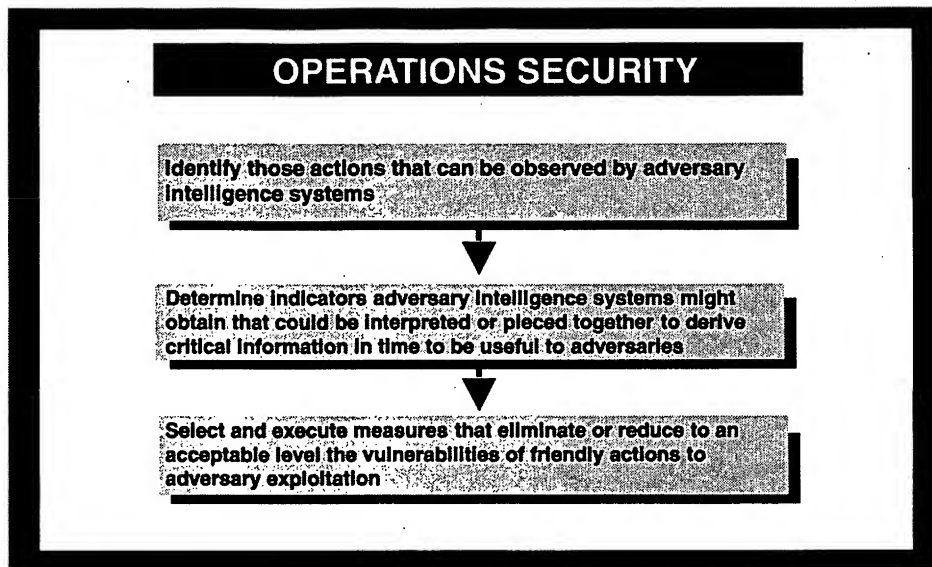 OPERATIONS SECURITY
Identify those actions that can be observed by adversary
intelligence systems
Determine indicators adversary intelligence systems might
obtain that could be interpreted or pieced together to derive
critical information in time to be useful to adversaries
Select and execute measures that eliminate or reduce to an
acceptable level the vulnerabilities of friendly actions to
adversary exploitation